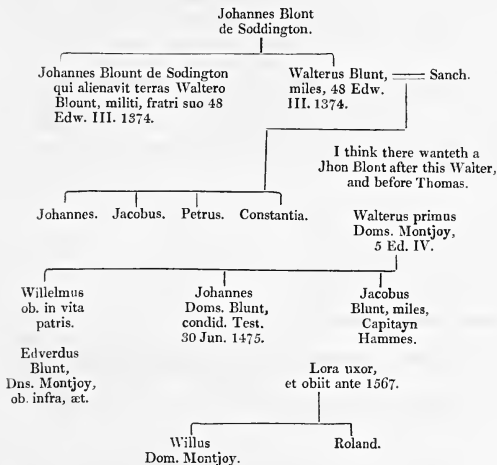 Johannes Blont
de Soddington.
Johannes Blount de Sodington
qui alienavit terras Waltero
Blount, militi, fratri suo 48
Edw. III. 1374.
Walterus Blunt,
miles, 48 Edw.
III. 1374.
Sanch.
I think there wanteth a
Jhon Blont after this Walter,
and before Thomas.
Johannes. Jacobus. Petrus. Constantia.
Walterus primus
Doms. Montjoy,
5 Ed. IV.
Willelmus
ob. in vita
patris.
Johannes
Doms. Blunt,
condid. Test.
30 Jun. 1475.
Jacobus
Blunt, miles,
Capitayn
Hammes.
Edverdus
Blunt,
Dns. Montjoy,
ob. infra, æt.
Lora uxor,
et obiit ante 1567.
Willus
Dom. Montjoy.
Roland.